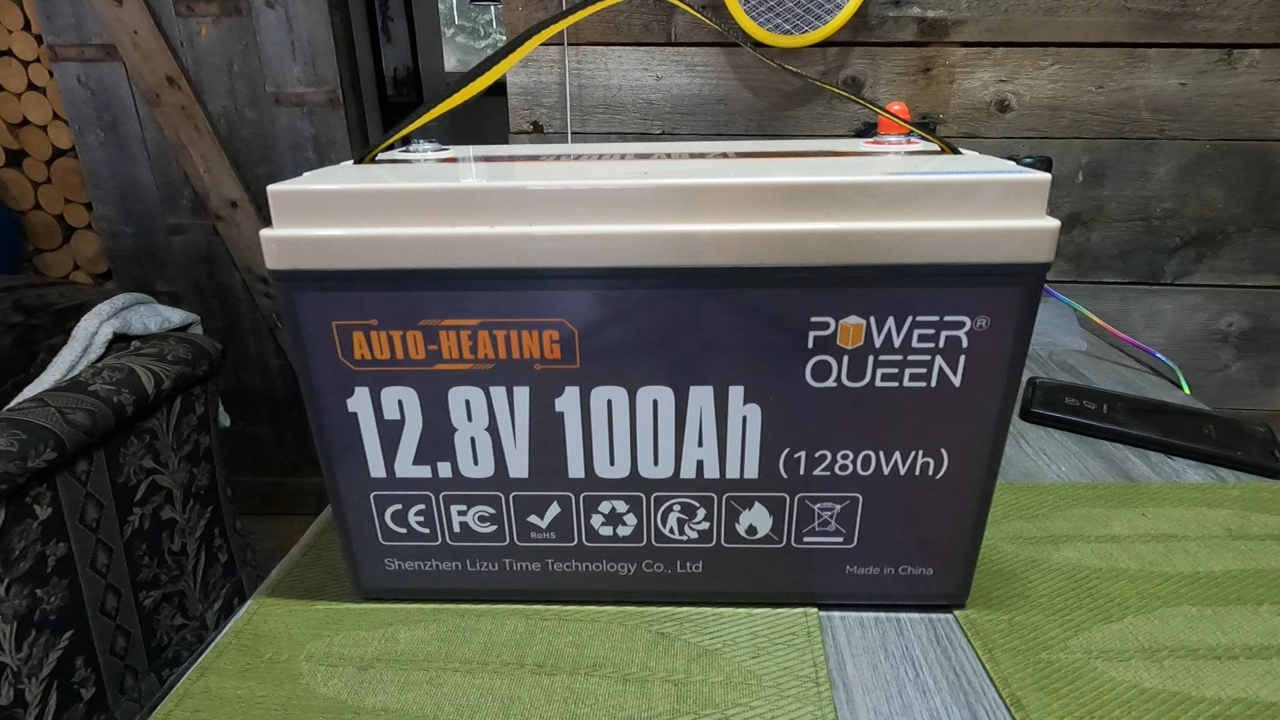 AUTO-HEATING
POWER®
QUEEN
12.8V 100Ah (1280Wh)
CE FC RoHS
Shenzhen Lizu Time Technology Co., Ltd
Made in China